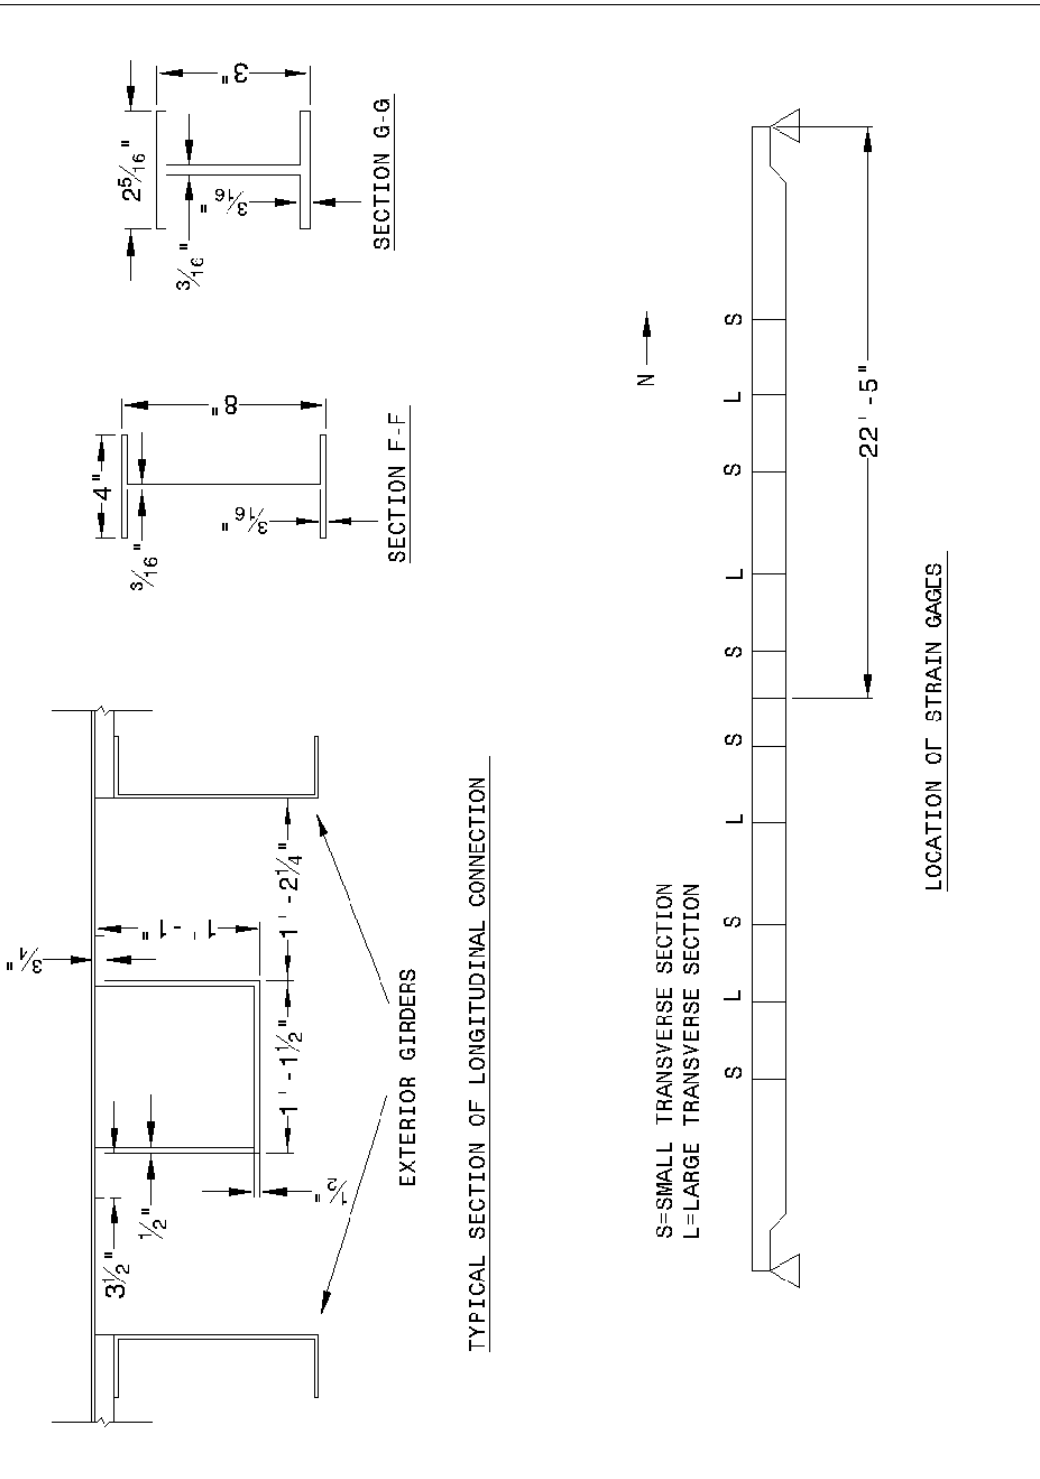 3/4"
3 1/2"
1/2"
1/2"
1' -1"
1' -1 1/2"
1' -2 1/4"
EXTERIOR GIRDERS
TYPICAL SECTION OF LONGITUDINAL CONNECTION
4"
3/16"
3/16"
8"
SECTION F-F
2 5/16"
3/16"
3/16"
3"
SECTION G-G
S=SMALL TRANSVERSE SECTION
L=LARGE TRANSVERSE SECTION
N
S L S L S S L S L S
22' -5"
LOCATION OF STRAIN GAGES